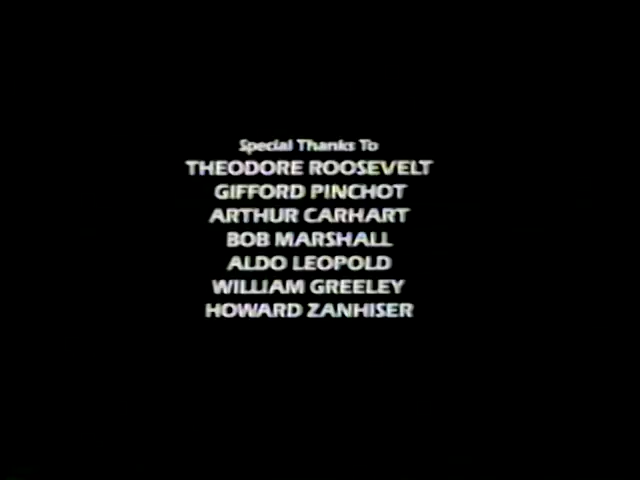 Special Thanks To
THEODORE ROOSEVELT
GIFFORD PINCHOT
ARTHUR CARHART
BOB MARSHALL
ALDO LEOPOLD
WILLIAM GREELEY
HOWARD ZANHISER